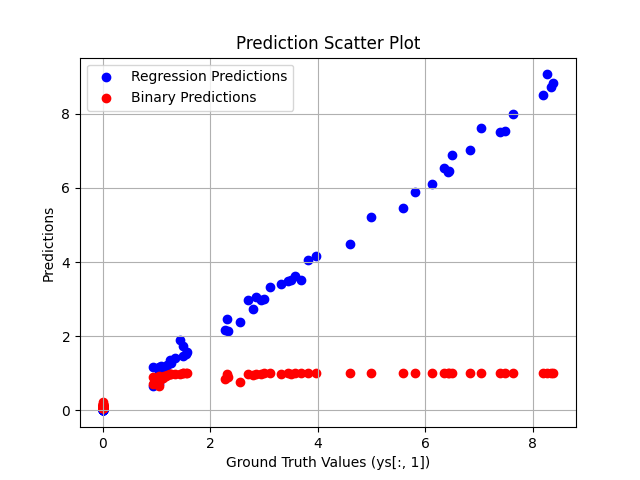 Prediction Scatter Plot
Regression Predictions
Binary Predictions
Predictions
8
6
4
2
0
0 2 4 6 8
Ground Truth Values (ys[:, 1])